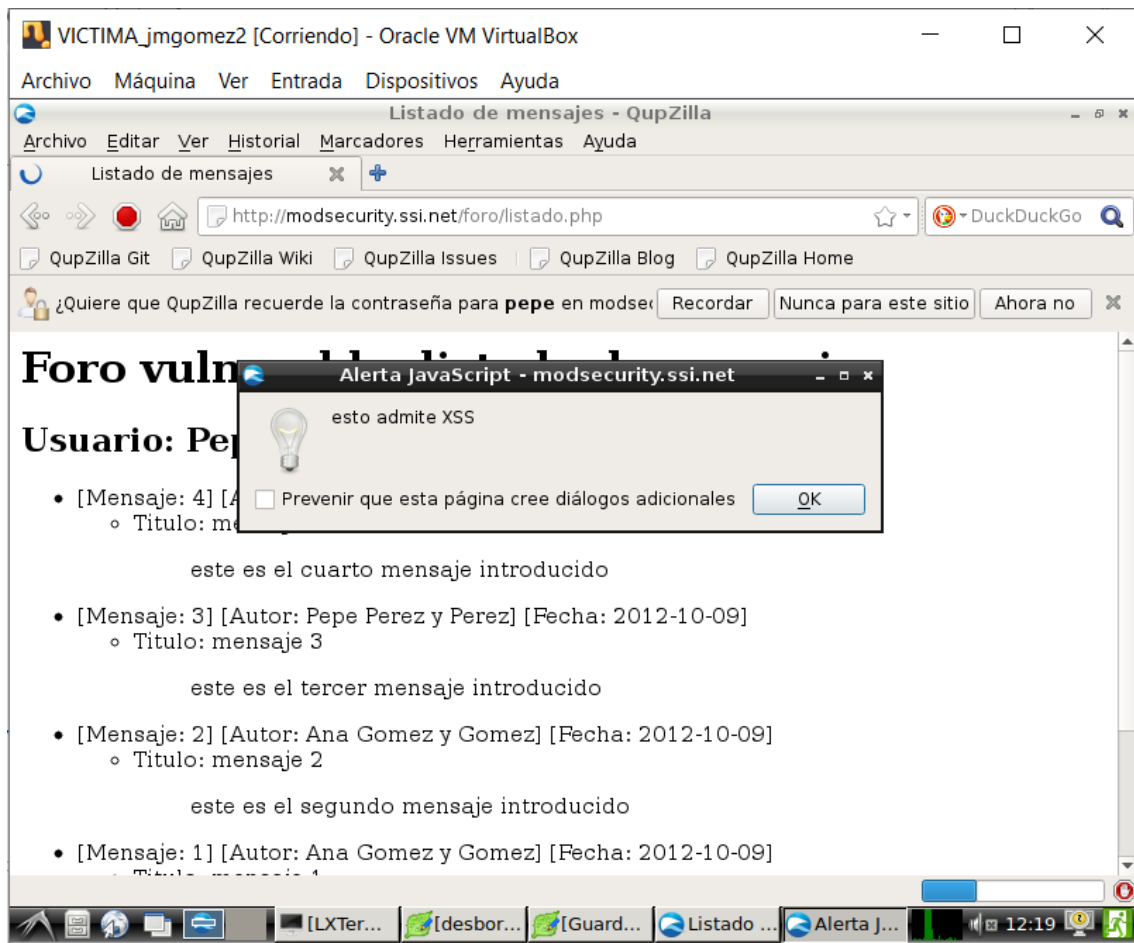 VICTIMA_jmgomez2 [Corriendo] - Oracle VM VirtualBox
Archivo Máquina Ver Entrada Dispositivos Ayuda
Listado de mensajes - QupZilla
Archivo Editar Ver Historial Marcadores Herramientas Ayuda
Listado de mensajes
http://modsecurity.ssi.net/foro/listado.php
DuckDuckGo
QupZilla Git QupZilla Wiki QupZilla Issues QupZilla Blog QupZilla Home
¿Quiere que QupZilla recuerde la contraseña para pepe en modsec Recordar Nunca para este sitio Ahora no
Foro vuln
Alerta JavaScript - modsecurity.ssi.net
esto admite XSS
Prevenir que esta página cree diálogos adicionales OK
Usuario: Pep
[Mensaje: 4] [A
Titulo: me
este es el cuarto mensaje introducido
[Mensaje: 3] [Autor: Pepe Perez y Perez] [Fecha: 2012-10-09]
Titulo: mensaje 3
este es el tercer mensaje introducido
[Mensaje: 2] [Autor: Ana Gomez y Gomez] [Fecha: 2012-10-09]
Titulo: mensaje 2
este es el segundo mensaje introducido
[Mensaje: 1] [Autor: Ana Gomez y Gomez] [Fecha: 2012-10-09]
Titulo: mensaje 1
[LXTer... [desbor... [Guard... Listado ... Alerta J... 12:19